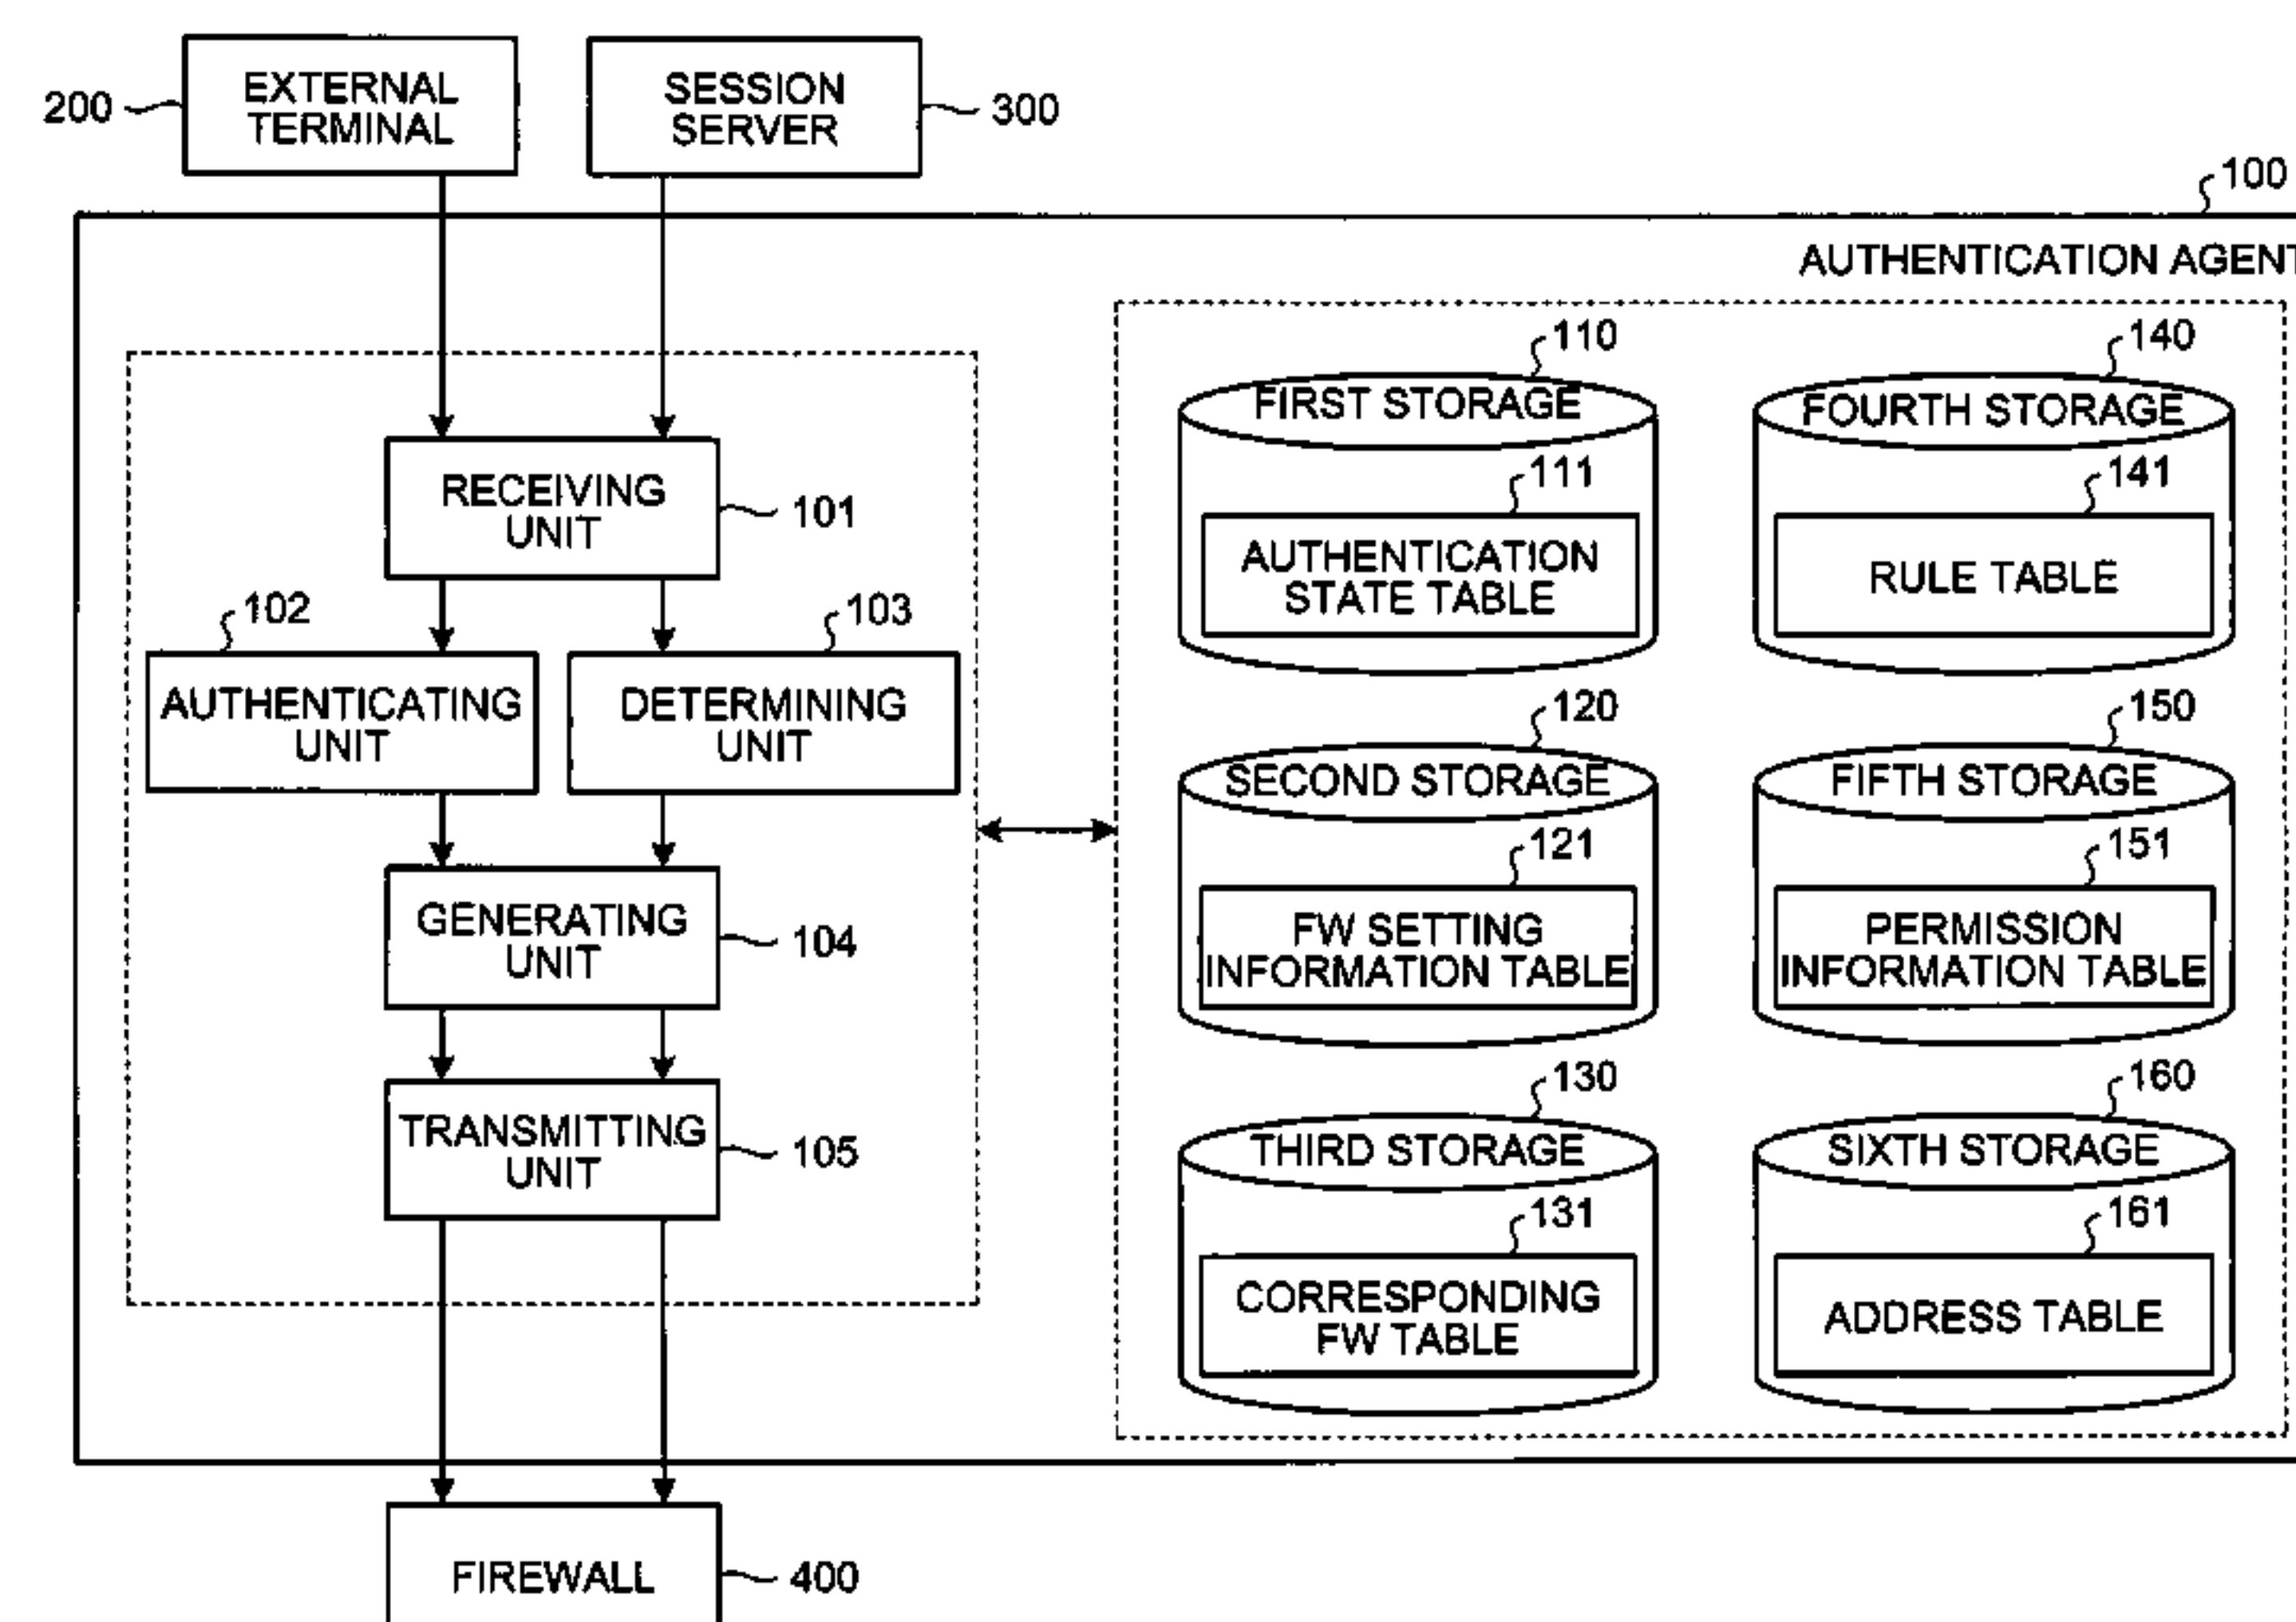 EXTERNAL
TERMINAL
200
SESSION
SERVER
300
100
AUTHENTICATION AGENT
RECEIVING
UNIT
101
102
AUTHENTICATING
UNIT
103
DETERMINING
UNIT
GENERATING
UNIT
104
TRANSMITTING
UNIT
105
FIREWALL
400
110
FIRST STORAGE
111
AUTHENTICATION
STATE TABLE
140
FOURTH STORAGE
141
RULE TABLE
120
SECOND STORAGE
121
FW SETTING
INFORMATION TABLE
150
FIFTH STORAGE
151
PERMISSION
INFORMATION TABLE
130
THIRD STORAGE
131
CORRESPONDING
FW TABLE
160
SIXTH STORAGE
161
ADDRESS TABLE